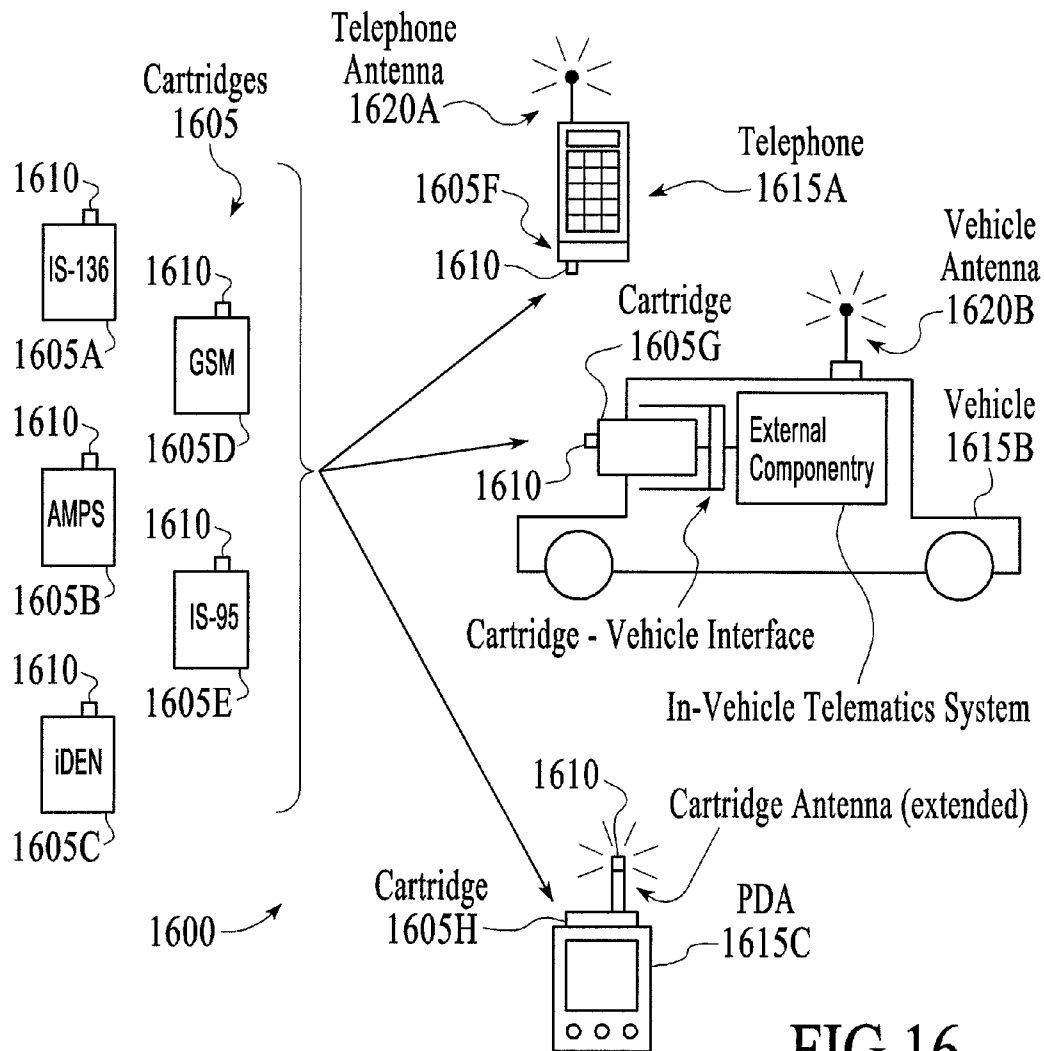 Telephone
Antenna
1620A
Cartridges
1605
Telephone
1615A
1605F
1610
1610
IS-136
1605A
1610
GSM
1605D
Vehicle
Antenna
1620B
Cartridge
1605G
1610
External
Componentry
Vehicle
1615B
1610
AMPS
1605B
1610
IS-95
1605E
Cartridge - Vehicle Interface
In-Vehicle Telematics System
1610
iDEN
1605C
1610
Cartridge Antenna (extended)
Cartridge
1605H
PDA
1615C
1600
FIG.16